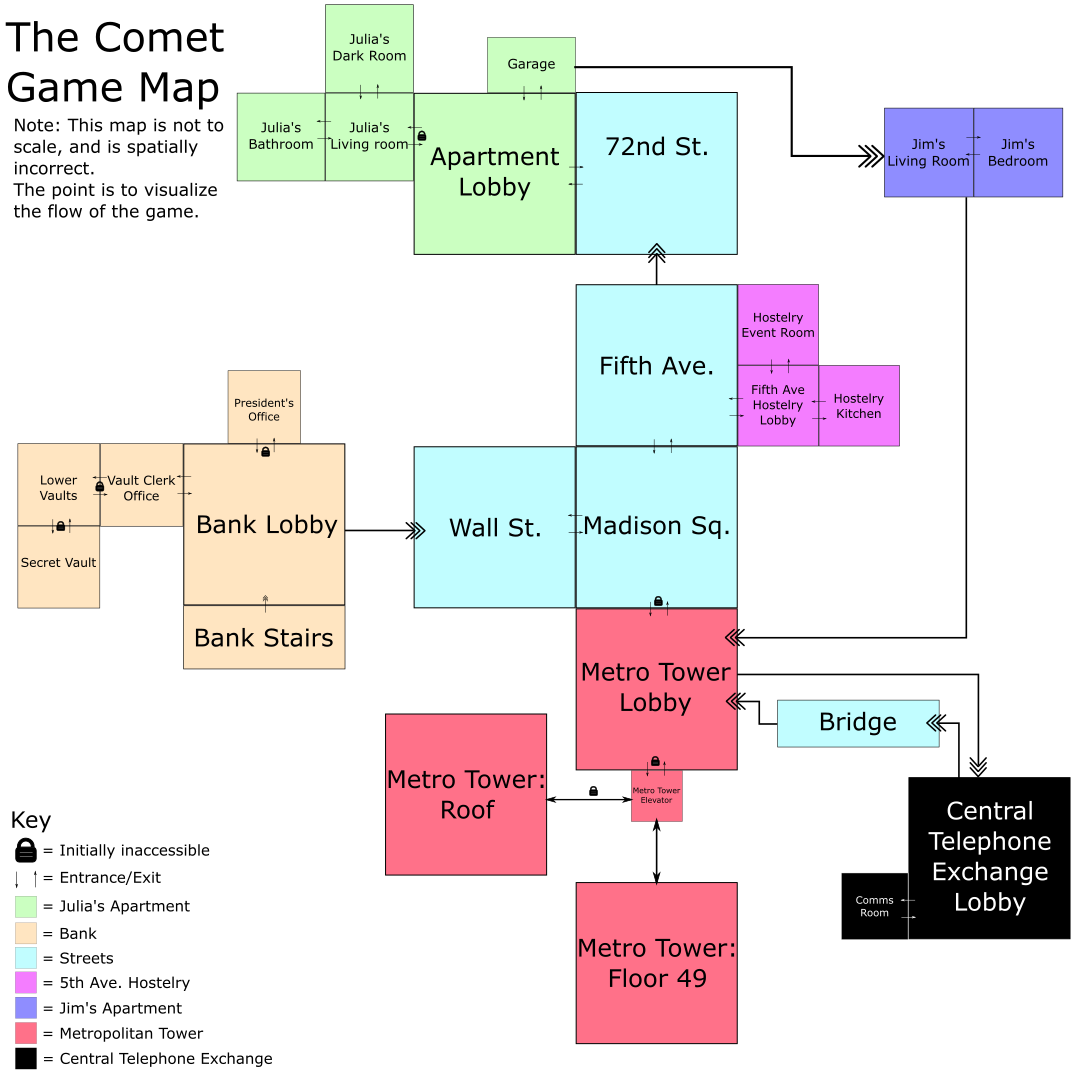 The Comet
Game Map
Note: This map is not to
scale, and is spatially
incorrect.
The point is to visualize
the flow of the game.
Julia's
Dark Room
Garage
Julia's
Bathroom
Julia's
Living room
Apartment
Lobby
72nd St.
Jim's
Living Room
Jim's
Bedroom
Fifth Ave.
Hostelry
Event Room
Fifth Ave
Hostelry
Lobby
Hostelry
Kitchen
President's
Office
Lower
Vaults
Vault Clerk
Office
Bank Lobby
Secret Vault
Bank Stairs
Wall St.
Madison Sq.
Metro Tower
Lobby
Bridge
Metro Tower:
Roof
Metro Tower
Elevator
Metro Tower:
Floor 49
Central
Telephone
Exchange
Lobby
Comms
Room
Key
= Initially inaccessible
= Entrance/Exit
= Julia's Apartment
= Bank
= Streets
= 5th Ave. Hostelry
= Jim's Apartment
= Metropolitan Tower
= Central Telephone Exchange